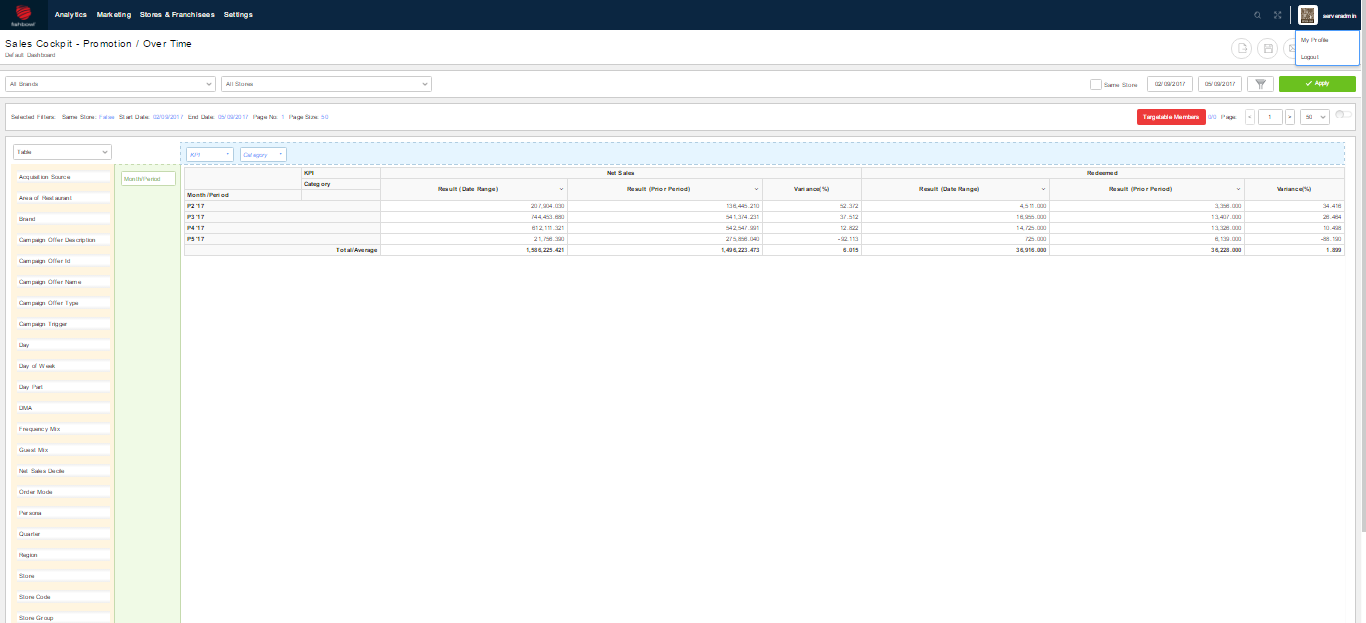 fishbowl
Analytics Marketing Stores & Franchisees Settings
serveradmin
My Profile
Logout
Sales Cockpit - Promotion / Over Time
Default Dashboard
All Brands
All Stores
Same Store
02/09/2017
05/09/2017
Apply
Selected Filters: Same Store: False Start Date: 02/09/2017 End Date: 05/09/2017 Page No: 1 Page Size: 50
Targetable Members 0/0 Page: < 1 > 50
Table
KPI
Category
Acquisition Source
Area of Restaurant
Brand
Campaign Offer Description
Campaign Offer Id
Campaign Offer Name
Campaign Offer Type
Campaign Trigger
Day
Day of Week
Day Part
DMA
Frequency Mix
Guest Mix
Net Sales Decile
Order Mode
Persona
Quarter
Region
Store
Store Code
Store Group
Month/Period
KPI Net Sales Redeemed
Category Result (Date Range) Result (Prior Period) Variance(%) Result (Date Range) Result (Prior Period) Variance(%)
Month/Period
P2 '17 207,904.030 136,445.210 52.372 4,511.000 3,356.000 34.416
P3 '17 744,453.680 541,374.231 37.512 16,955.000 13,407.000 26.464
P4 '17 612,111.321 542,547.991 12.822 14,725.000 13,326.000 10.498
P5 '17 21,756.390 275,856.040 -92.113 725.000 6,139.000 -88.190
Total/Average 1,586,225.421 1,496,223.473 6.015 36,916.000 36,228.000 1.899